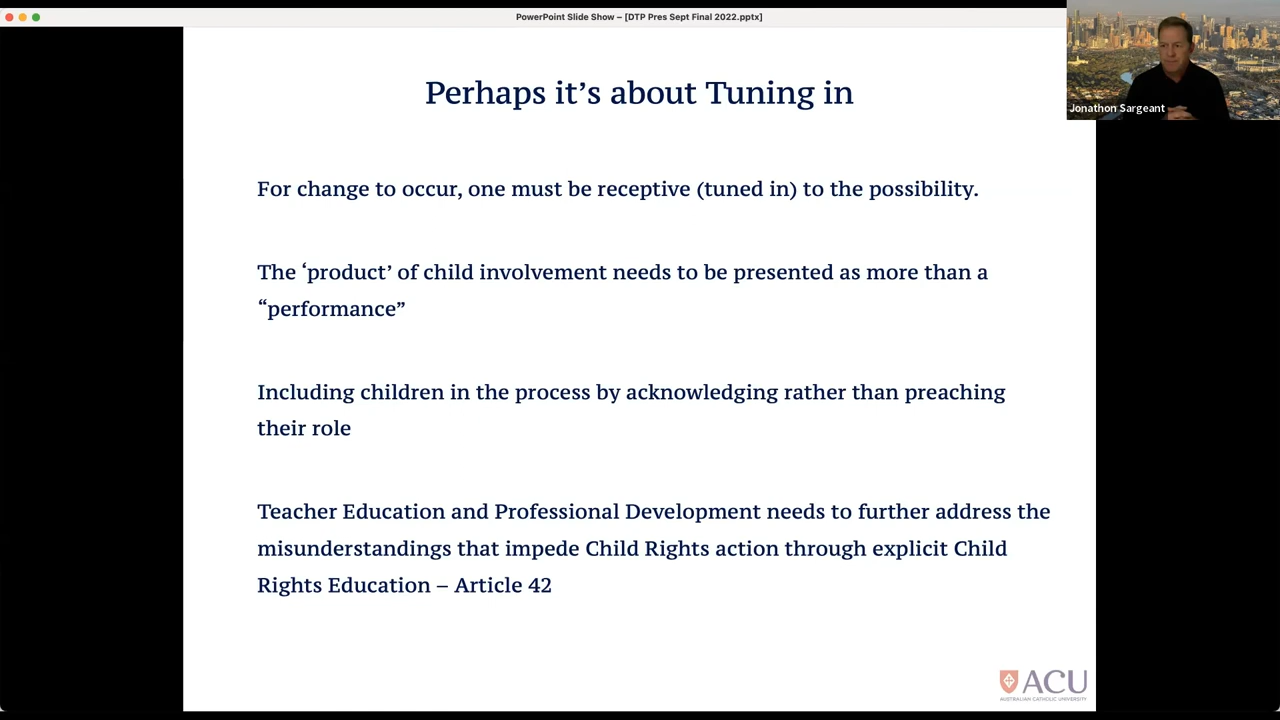 PowerPoint Slide Show – [DTP Pres Sept Final 2022.pptx]
Jonathon Sargeant
Perhaps it’s about Tuning in
For change to occur, one must be receptive (tuned in) to the possibility.
The ‘product’ of child involvement needs to be presented as more than a
“performance”
Including children in the process by acknowledging rather than preaching
their role
Teacher Education and Professional Development needs to further address the
misunderstandings that impede Child Rights action through explicit Child
Rights Education – Article 42
ACU
AUSTRALIAN CATHOLIC UNIVERSITY